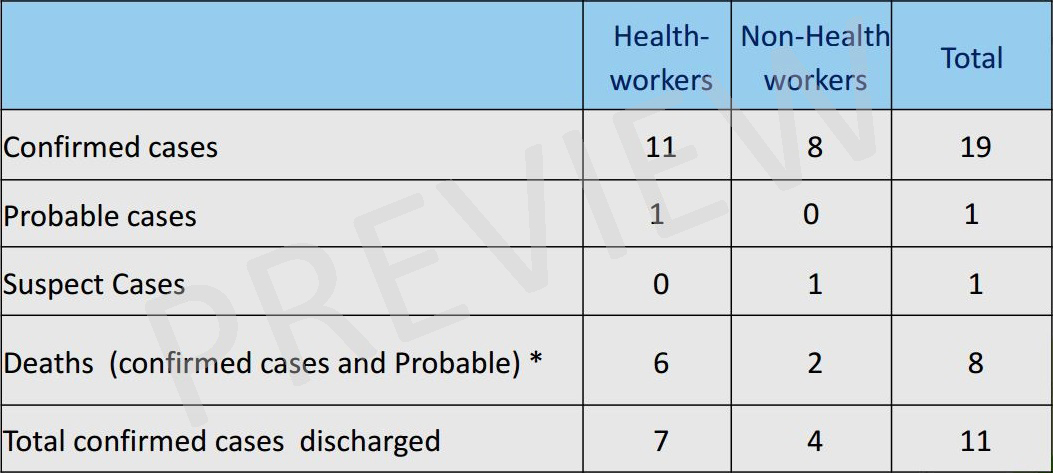 Health-workers Non-Health workers Total
Confirmed cases 11 8 19
Probable cases 1 0 1
Suspect Cases 0 1 1
Deaths (confirmed cases and Probable) * 6 2 8
Total confirmed cases discharged 7 4 11
PREVIEW